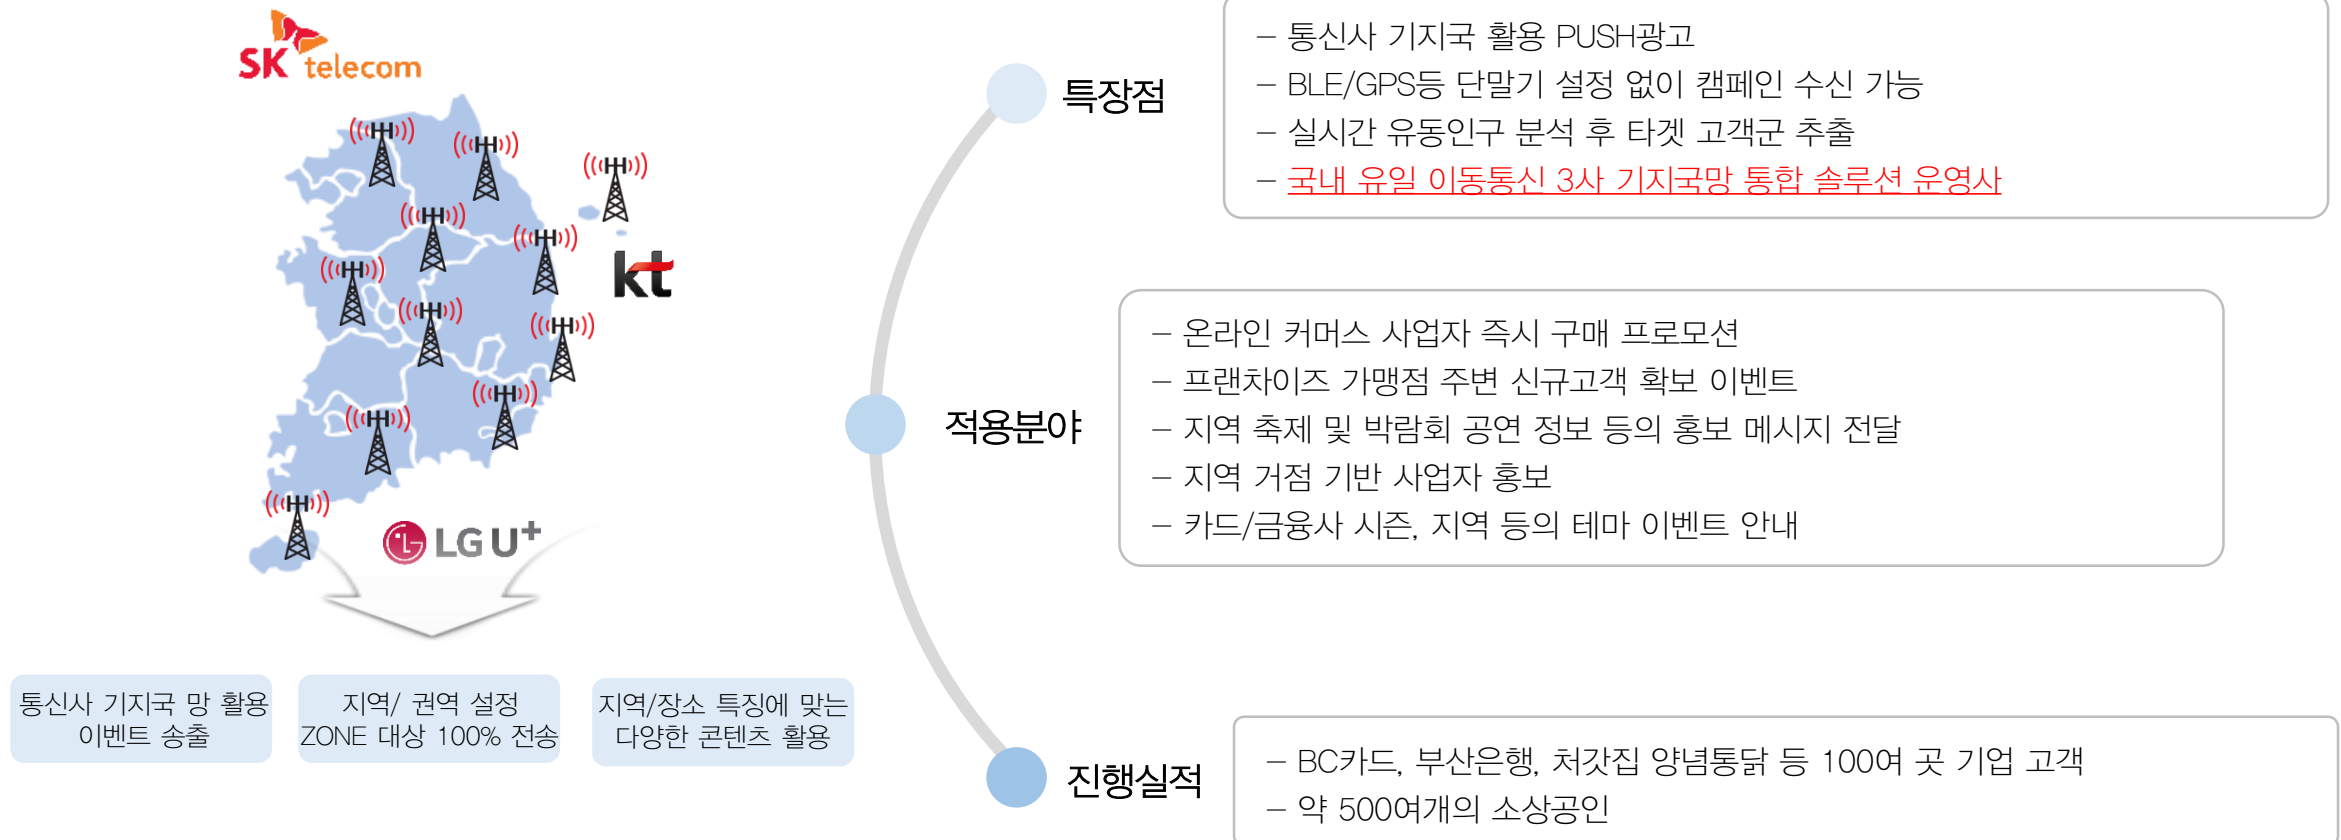 SK telecom
kt
LG U+
통신사 기지국 망 활용
이벤트 송출
지역/ 권역 설정
ZONE 대상 100% 전송
지역/장소 특징에 맞는
다양한 콘텐츠 활용
특장점
– 통신사 기지국 활용 PUSH광고
– BLE/GPS등 단말기 설정 없이 캠페인 수신 가능
– 실시간 유동인구 분석 후 타겟 고객군 추출
– 국내 유일 이동통신 3사 기지국망 통합 솔루션 운영사
적용분야
– 온라인 커머스 사업자 즉시 구매 프로모션
– 프랜차이즈 가맹점 주변 신규고객 확보 이벤트
– 지역 축제 및 박람회 공연 정보 등의 홍보 메시지 전달
– 지역 거점 기반 사업자 홍보
– 카드/금융사 시즌, 지역 등의 테마 이벤트 안내
진행실적
– BC카드, 부산은행, 처갓집 양념통닭 등 100여 곳 기업 고객
– 약 500여개의 소상공인